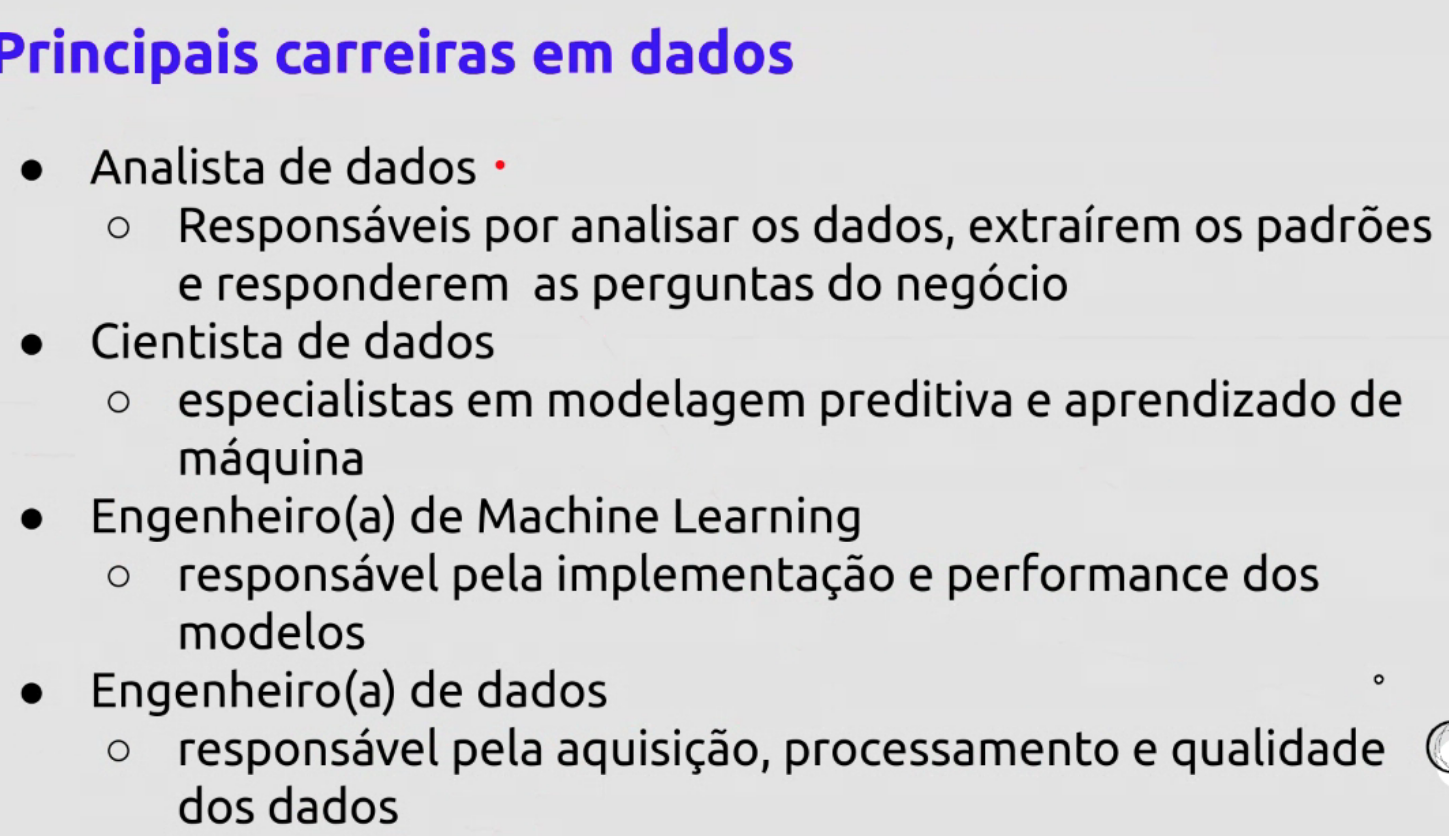 Principais carreiras em dados
● Analista de dados
○ Responsáveis por analisar os dados, extraírem os padrões
e responderem as perguntas do negócio
● Cientista de dados
○ especialistas em modelagem preditiva e aprendizado de
máquina
● Engenheiro(a) de Machine Learning
○ responsável pela implementação e performance dos
modelos
● Engenheiro(a) de dados
○ responsável pela aquisição, processamento e qualidade
dos dados